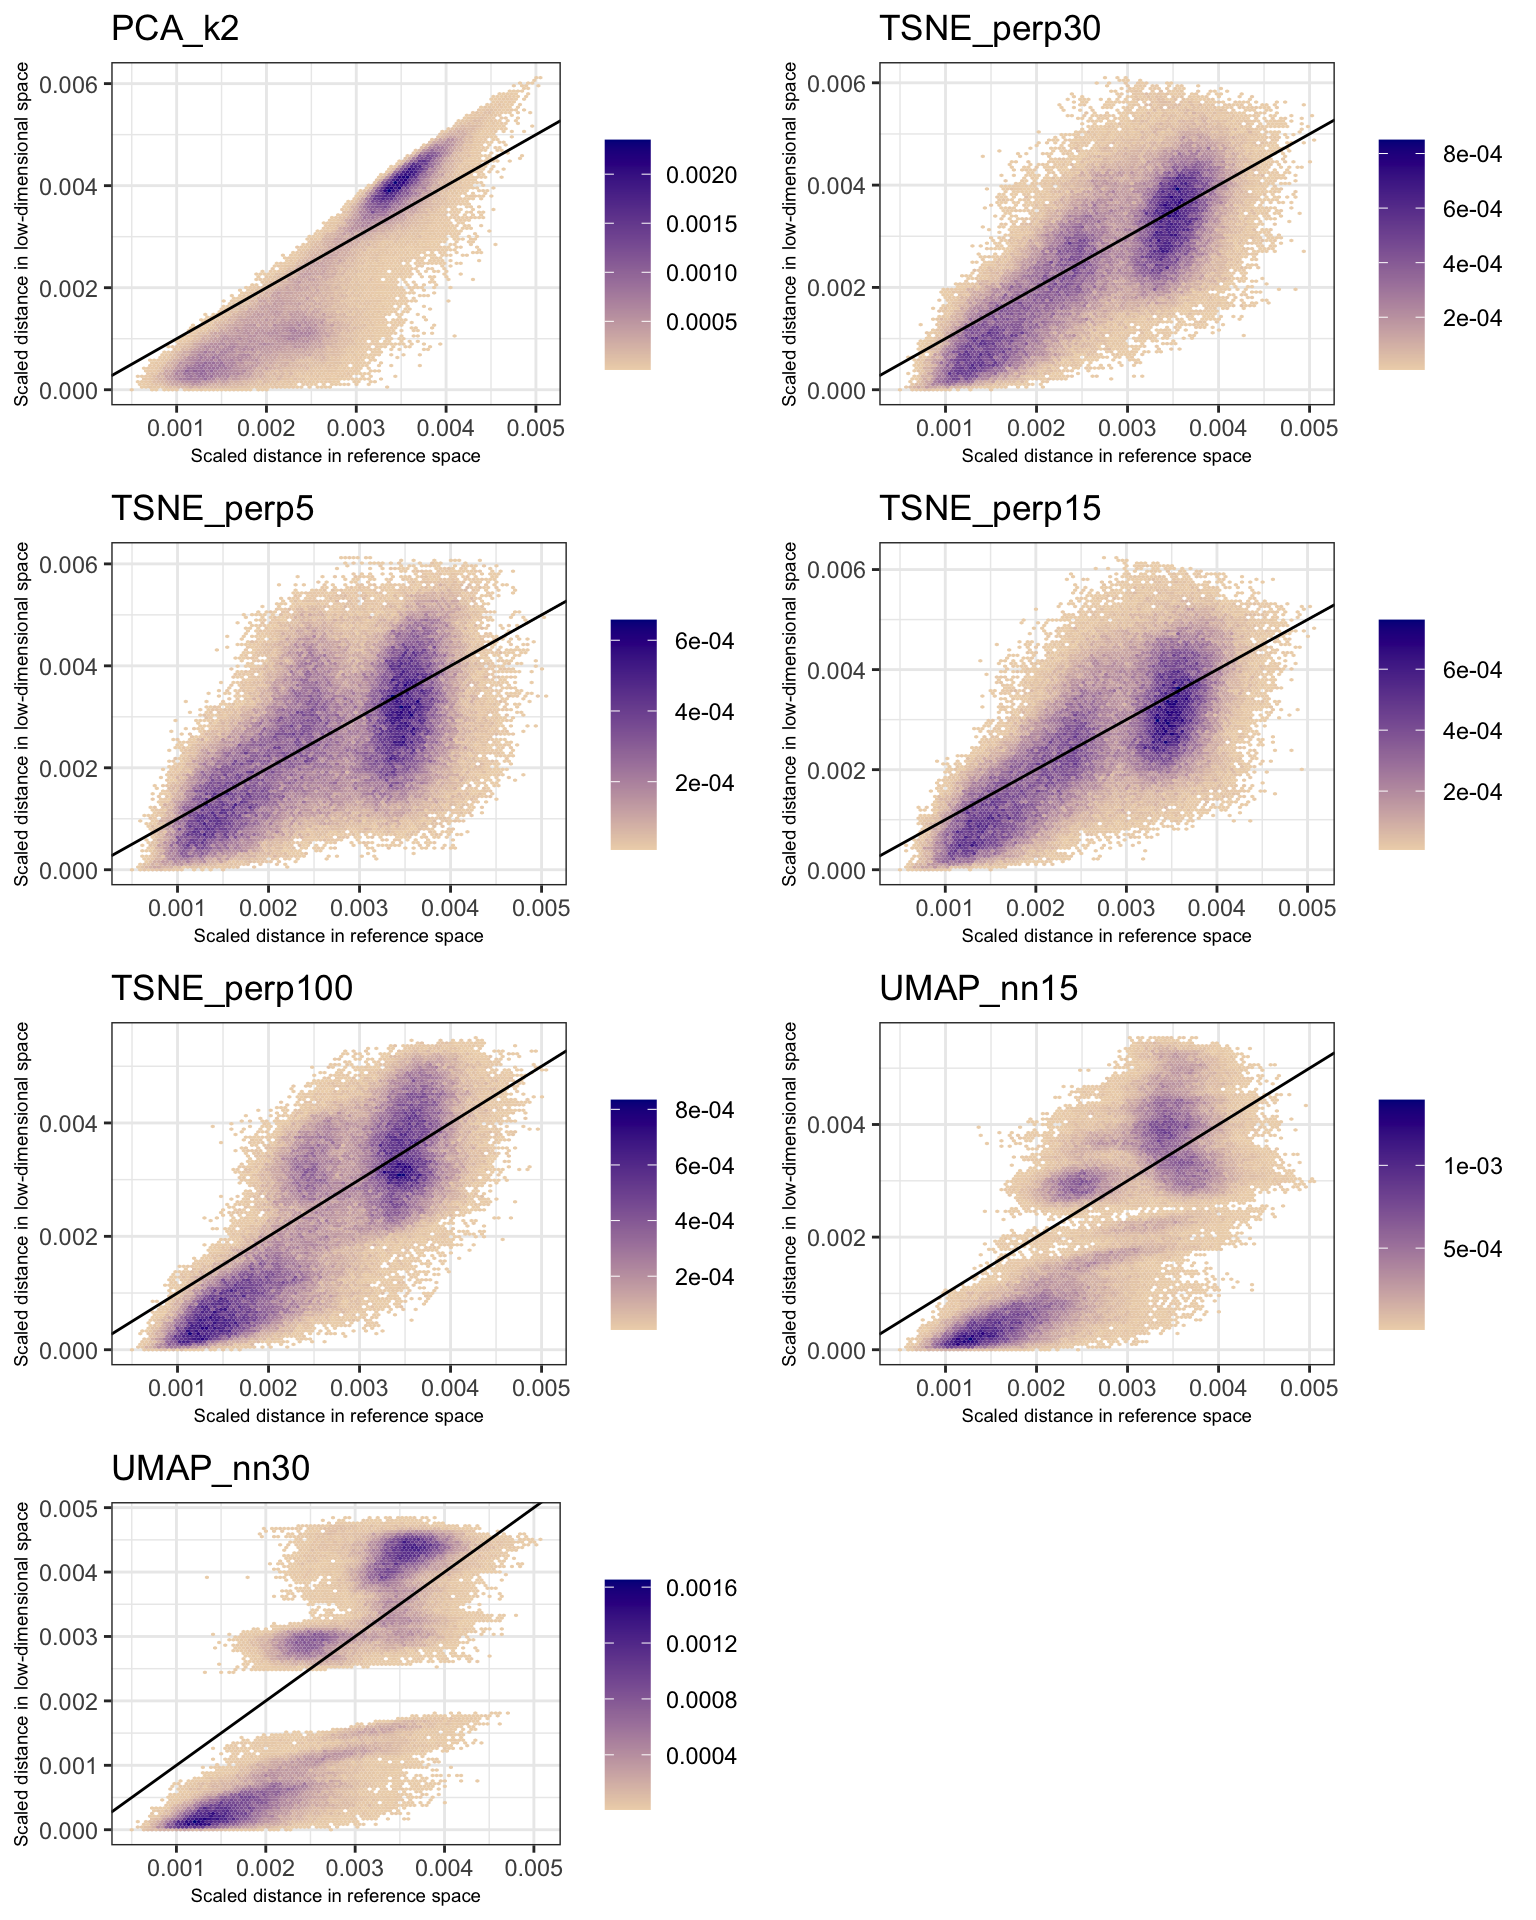 PCA_k2
Scaled distance in low-dimensional space
0.006
0.004
0.002
0.000
0.001 0.002 0.003 0.004 0.005
Scaled distance in reference space
0.0020
0.0015
0.0010
0.0005
TSNE_perp30
Scaled distance in low-dimensional space
0.006
0.004
0.002
0.000
0.001 0.002 0.003 0.004 0.005
Scaled distance in reference space
8e-04
6e-04
4e-04
2e-04
TSNE_perp5
Scaled distance in low-dimensional space
0.006
0.004
0.002
0.000
0.001 0.002 0.003 0.004 0.005
Scaled distance in reference space
6e-04
4e-04
2e-04
TSNE_perp15
Scaled distance in low-dimensional space
0.006
0.004
0.002
0.000
0.001 0.002 0.003 0.004 0.005
Scaled distance in reference space
6e-04
4e-04
2e-04
TSNE_perp100
Scaled distance in low-dimensional space
0.004
0.002
0.000
0.001 0.002 0.003 0.004 0.005
Scaled distance in reference space
8e-04
6e-04
4e-04
2e-04
UMAP_nn15
Scaled distance in low-dimensional space
0.004
0.002
0.000
0.001 0.002 0.003 0.004 0.005
Scaled distance in reference space
1e-03
5e-04
UMAP_nn30
Scaled distance in low-dimensional space
0.005
0.004
0.003
0.002
0.001
0.000
0.001 0.002 0.003 0.004 0.005
Scaled distance in reference space
0.0016
0.0012
0.0008
0.0004